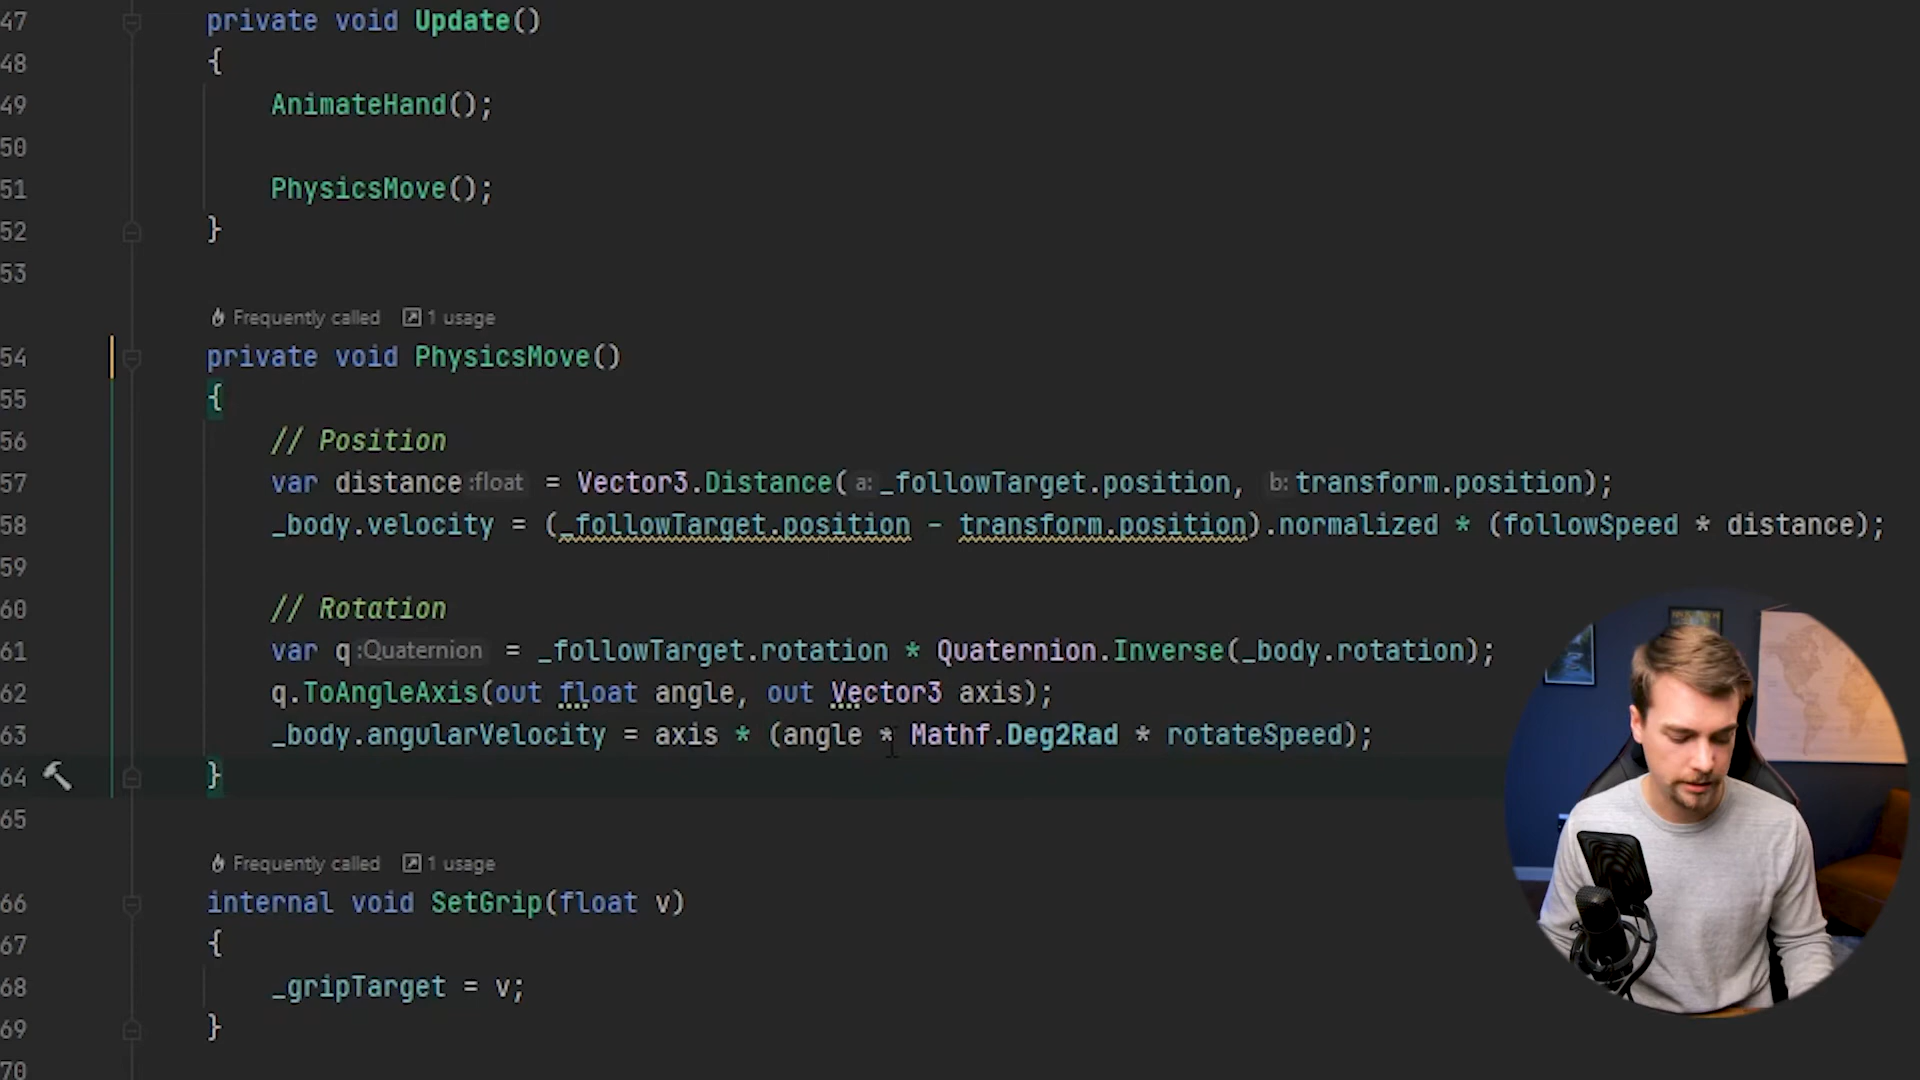 47 private void Update()
48 {
49 AnimateHand();
50
51 PhysicsMove();
52 }
53
Frequently called 1 usage
54 private void PhysicsMove()
55 {
56 // Position
57 var distance :float = Vector3.Distance( a: _followTarget.position, b: transform.position);
58 _body.velocity = (_followTarget.position - transform.position).normalized * (followSpeed * distance);
59
60 // Rotation
61 var q :Quaternion = _followTarget.rotation * Quaternion.Inverse(_body.rotation);
62 q.ToAngleAxis(out float angle, out Vector3 axis);
63 _body.angularVelocity = axis * (angle * Mathf.Deg2Rad * rotateSpeed);
64 }
65
Frequently called 1 usage
66 internal void SetGrip(float v)
67 {
68 _gripTarget = v;
69 }
70